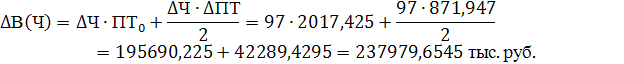 ΔВ(Ч) = ΔЧ · ПТ₀ + ΔЧ · ΔПТ / 2 = 97 · 2017,425 + 97 · 871,947 / 2
= 195690,225 + 42289,4295 = 237979,6545 тыс. руб.